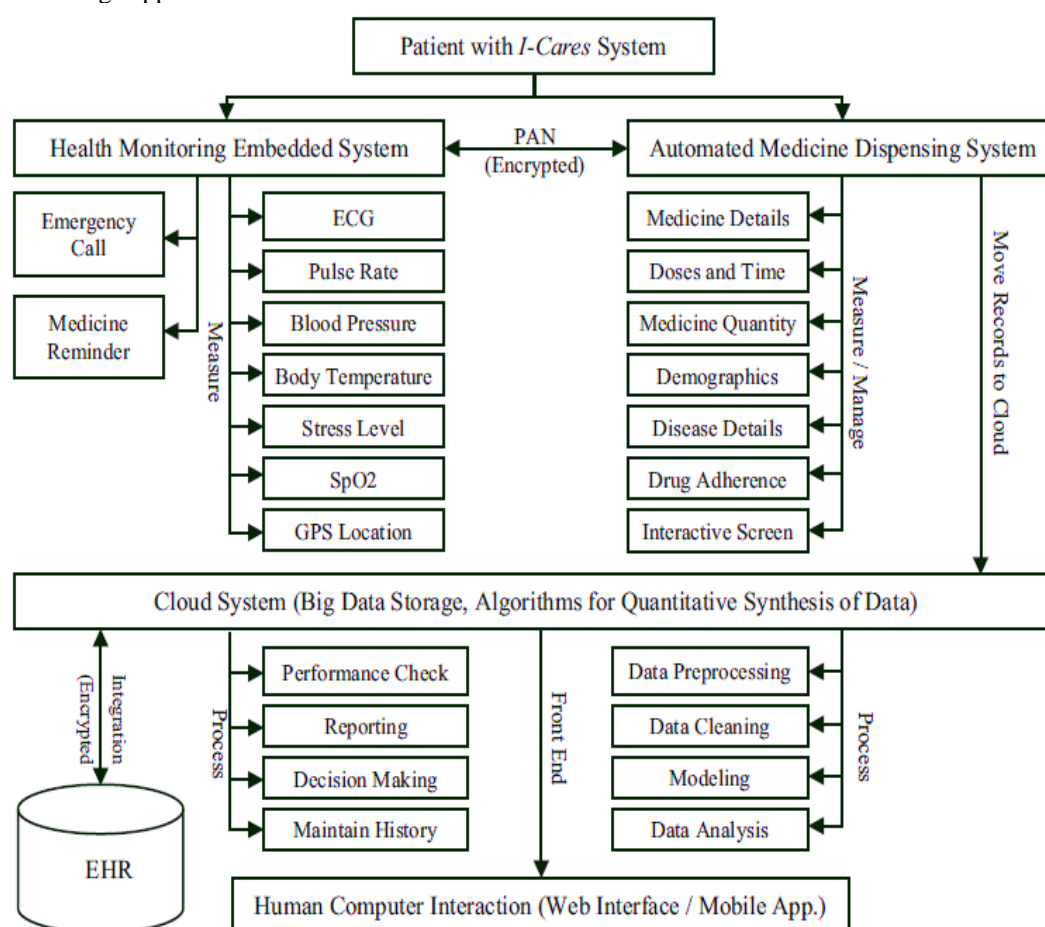 Patient with I-Cares System
Health Monitoring Embedded System
PAN
(Encrypted)
Automated Medicine Dispensing System
Emergency
Call
Medicine
Reminder
Measure
ECG
Pulse Rate
Blood Pressure
Body Temperature
Stress Level
SpO2
GPS Location
Medicine Details
Doses and Time
Medicine Quantity
Demographics
Disease Details
Drug Adherence
Interactive Screen
Measure / Manage
Move Records to Cloud
Cloud System (Big Data Storage, Algorithms for Quantitative Synthesis of Data)
Integration
(Encrypted)
EHR
Process
Performance Check
Reporting
Decision Making
Maintain History
Front End
Data Preprocessing
Data Cleaning
Modeling
Data Analysis
Process
Human Computer Interaction (Web Interface / Mobile App.)